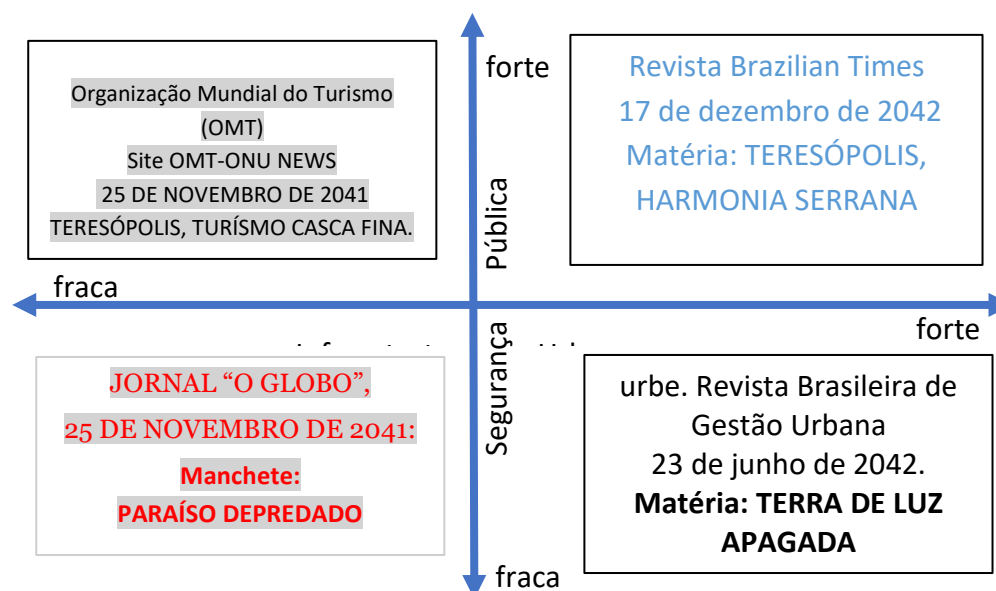 Organização Mundial do Turismo
(OMT)
Site OMT-ONU NEWS
25 DE NOVEMBRO DE 2041
TERESÓPOLIS, TURÍSMO CASCA FINA.
forte
Revista Brazilian Times
17 de dezembro de 2042
Matéria: TERESÓPOLIS,
HARMONIA SERRANA
Segurança Pública
fraca
forte
JORNAL “O GLOBO”,
25 DE NOVEMBRO DE 2041:
Manchete:
PARAÍSO DEPREDADO
urbe. Revista Brasileira de
Gestão Urbana
23 de junho de 2042.
Matéria: TERRA DE LUZ
APAGADA
fraca